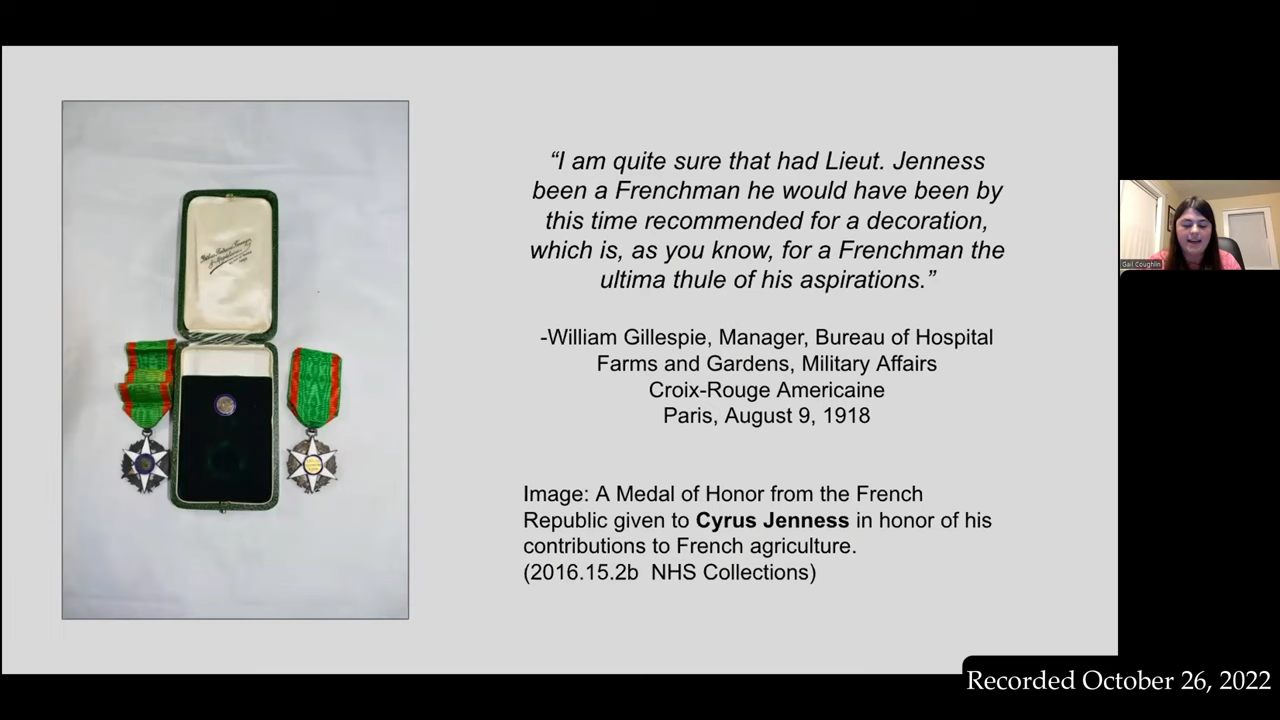 “I am quite sure that had Lieut. Jenness
been a Frenchman he would have been by
this time recommended for a decoration,
which is, as you know, for a Frenchman the
ultima thule of his aspirations.”
-William Gillespie, Manager, Bureau of Hospital
Farms and Gardens, Military Affairs
Croix-Rouge Americaine
Paris, August 9, 1918
Image: A Medal of Honor from the French
Republic given to Cyrus Jenness in honor of his
contributions to French agriculture.
(2016.15.2b NHS Collections)
Gail Coughlin
Recorded October 26, 2022